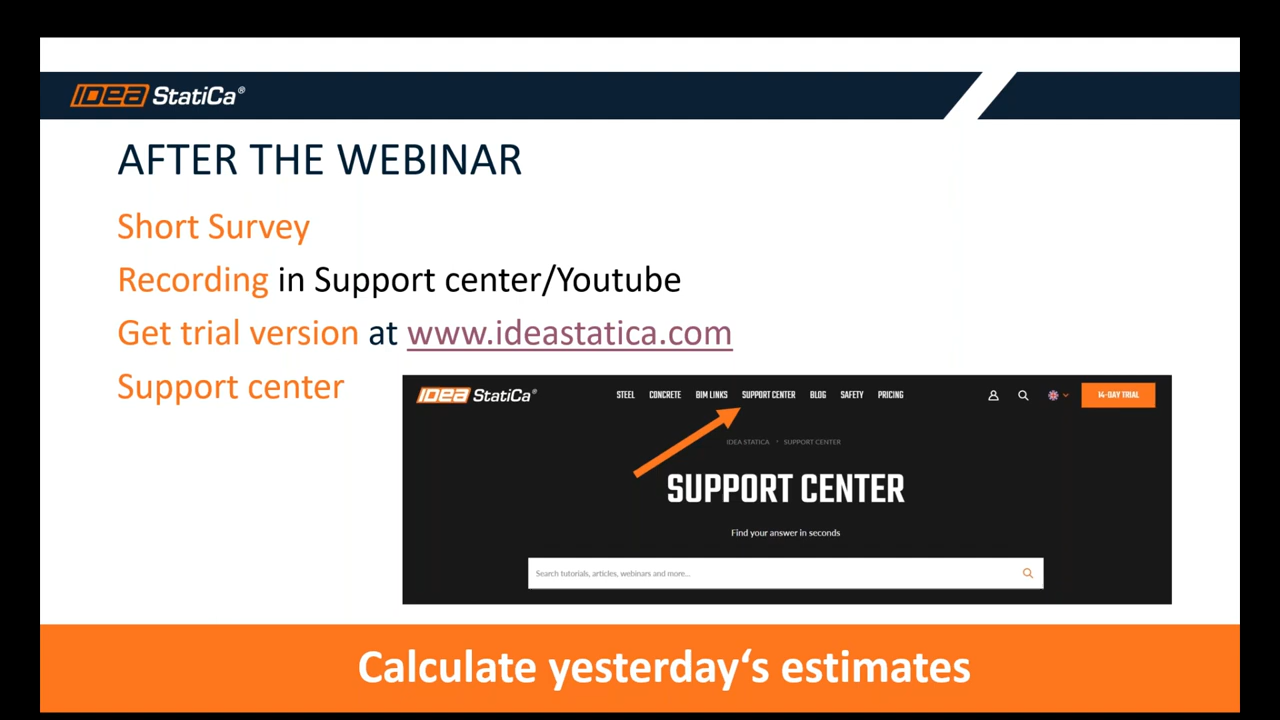 IDEA StatiCa®
AFTER THE WEBINAR
Short Survey
Recording in Support center/Youtube
Get trial version at www.ideastatica.com
Support center
IDEA StatiCa® STEEL CONCRETE BIM LINKS SUPPORT CENTER BLOG SAFETY PRICING 14-DAY TRIAL
IDEA STATICA • SUPPORT CENTER
SUPPORT CENTER
Find your answer in seconds
Search tutorials, articles, webinars and more...
Calculate yesterday‘s estimates